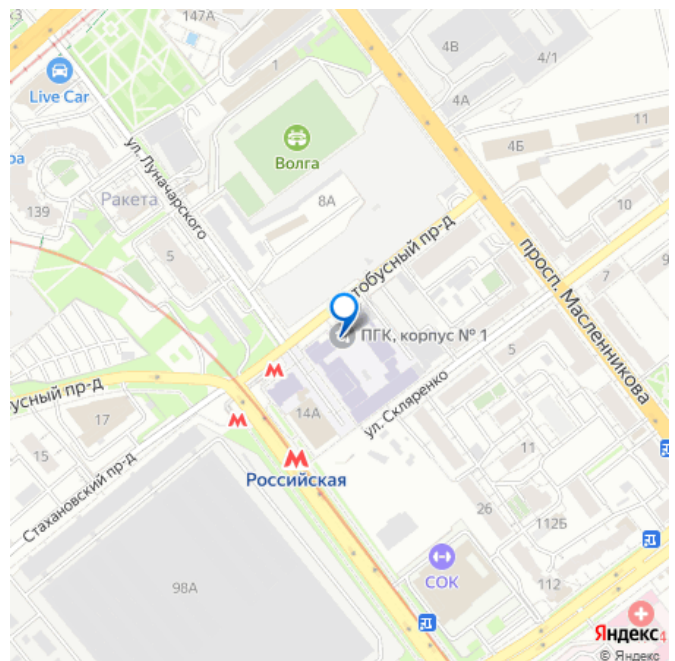 147А
4В
4/1
1
Live Car
4А
11
Волга
4Б
ул. Луначарского
ра
Ракета
8А
139
10
5
тобусный пр-д
просп. Масленникова
7
9
ПГК, корпус № 1
5
усный пр-д
ул. Скляренко
14А
17
11
15
Российская
Стахановский пр-д
26
112Б
СОК
98А
112
4
Яндекс
© Яндекс